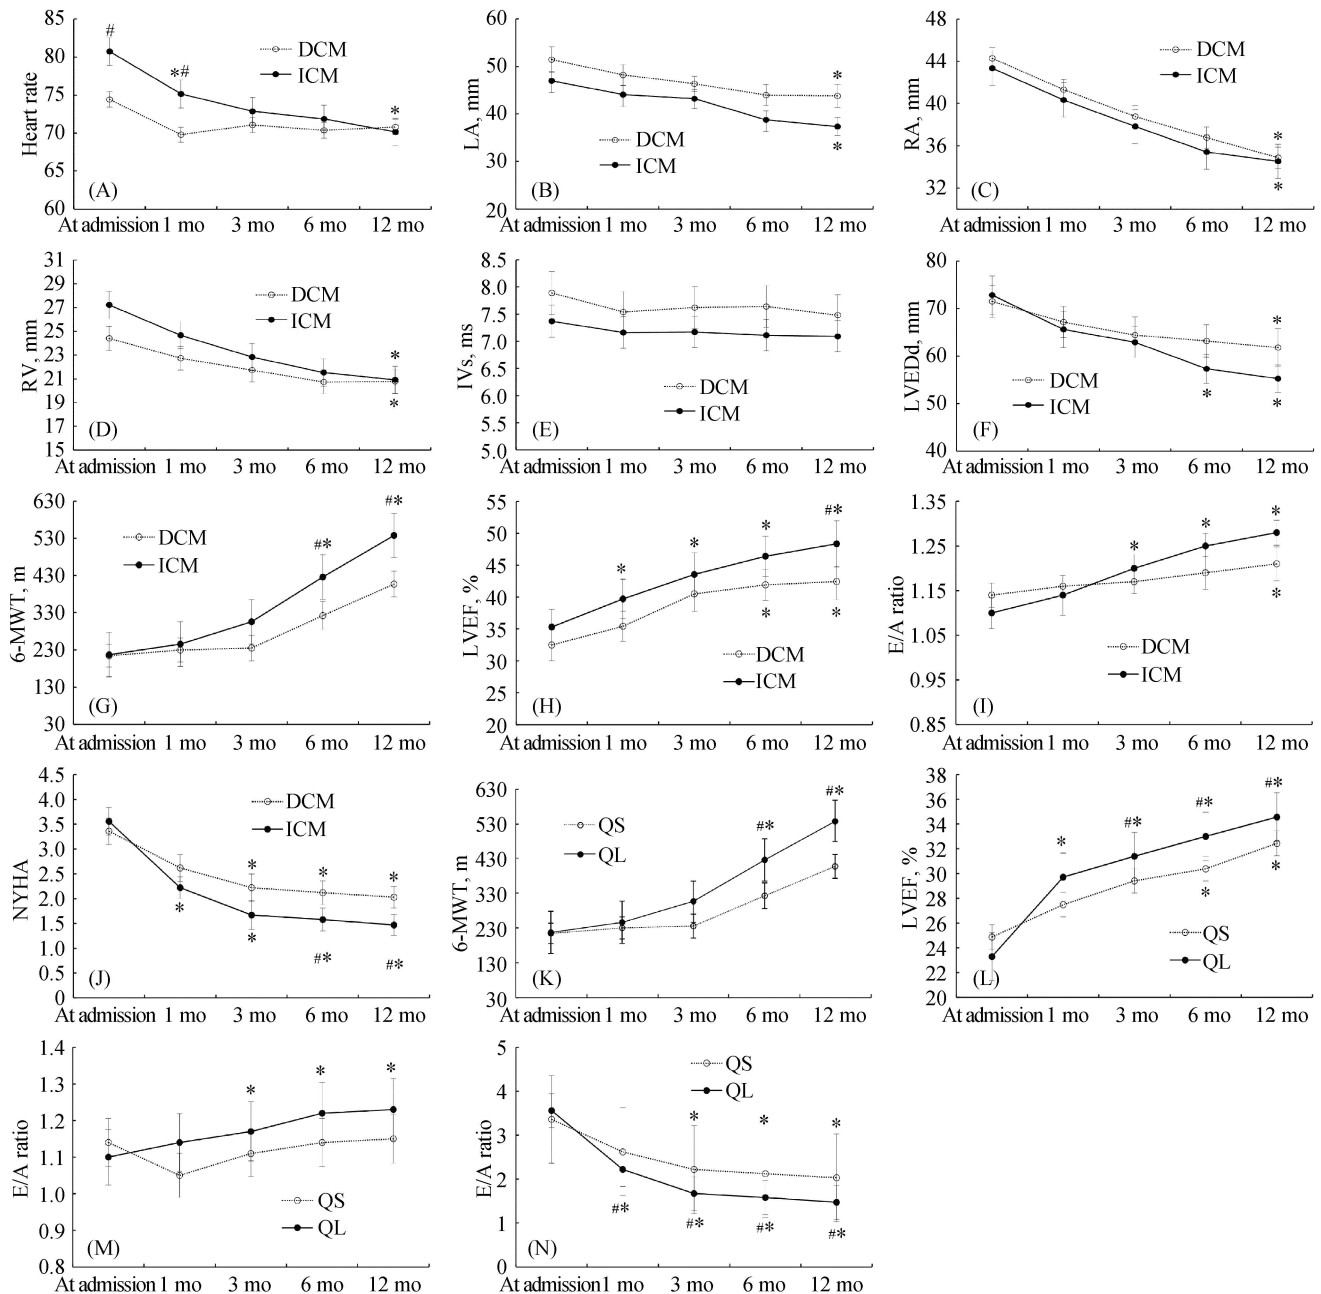 85
80
75
70
65
60
Heart rate
#
*#
*
DCM
ICM
(A)
At admission 1 mo 3 mo 6 mo 12 mo
60
50
40
30
20
LA, mm
*
*
DCM
ICM
(B)
At admission 1 mo 3 mo 6 mo 12 mo
48
44
40
36
32
RA, mm
DCM
ICM
*
*
(C)
At admission 1 mo 3 mo 6 mo 12 mo
31
29
27
25
23
21
19
17
15
RV, mm
DCM
ICM
*
*
(D)
At admission 1 mo 3 mo 6 mo 12 mo
8.5
8.0
7.5
7.0
6.5
6.0
5.5
5.0
IVs, ms
DCM
ICM
(E)
At admission 1 mo 3 mo 6 mo 12 mo
80
70
60
50
40
LVEDd, mm
*
*
*
DCM
ICM
(F)
At admission 1 mo 3 mo 6 mo 12 mo
630
530
430
330
230
130
30
6-MWT, m
DCM
ICM
#*
#*
(G)
At admission 1 mo 3 mo 6 mo 12 mo
55
50
45
40
35
30
25
20
LVEF, %
*
*
*
#*
*
*
DCM
ICM
(H)
At admission 1 mo 3 mo 6 mo 12 mo
1.35
1.25
1.15
1.05
0.95
0.85
E/A ratio
*
*
*
*
DCM
ICM
(I)
At admission 1 mo 3 mo 6 mo 12 mo
4.5
4.0
3.5
3.0
2.5
2.0
1.5
1.0
0.5
0
NYHA
DCM
ICM
*
*
*
*
*
#*
#*
(J)
At admission 1 mo 3 mo 6 mo 12 mo
630
530
430
330
230
130
30
6-MWT, m
QS
QL
#*
#*
(K)
At admission 1 mo 3 mo 6 mo 12 mo
38
36
34
32
30
28
26
24
22
20
LVEF, %
*
#*
#*
#*
*
*
QS
QL
(L)
At admission 1 mo 3 mo 6 mo 12 mo
1.4
1.3
1.2
1.1
1.0
0.8
E/A ratio
*
*
*
QS
QL
(M)
At admission 1 mo 3 mo 6 mo 12 mo
5
4
3
2
1
0
E/A ratio
QS
QL
*
*
*
#*
#*
#*
#*
(N)
At admission 1 mo 3 mo 6 mo 12 mo